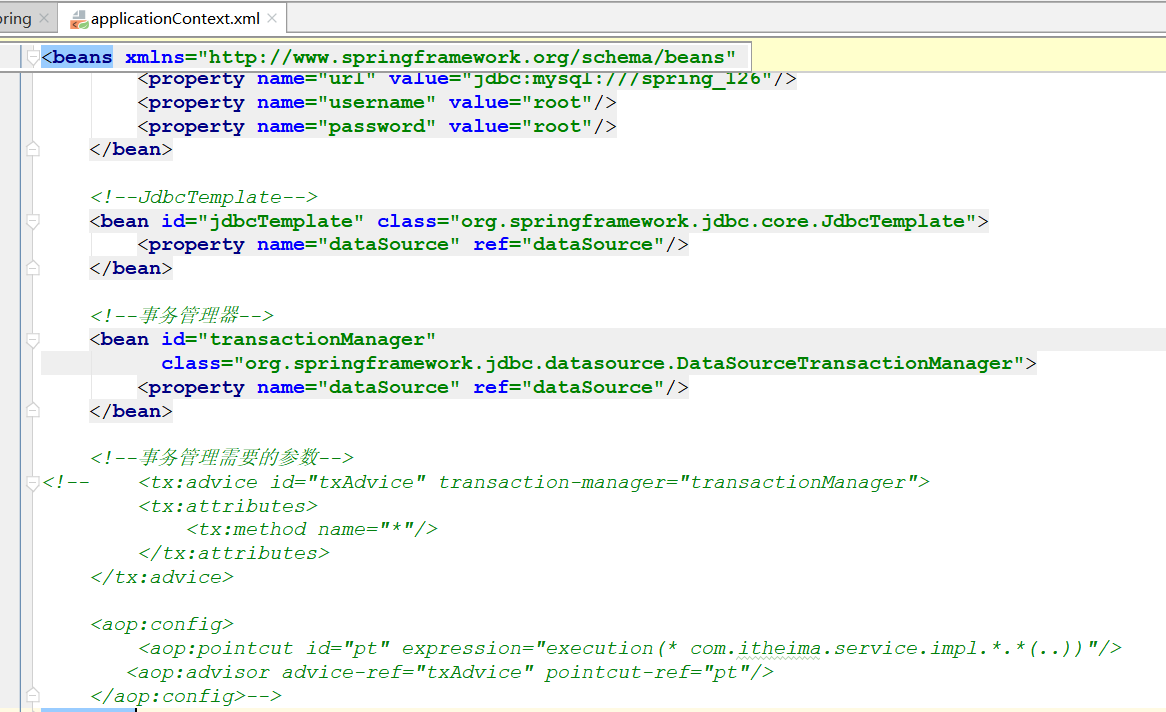 ring
applicationContext.xml
<beans xmlns="http://www.springframework.org/schema/beans"
<property name="url" value="jdbc:mysql:///spring_126"/>
<property name="username" value="root"/>
<property name="password" value="root"/>
</bean>
<!--JdbcTemplate-->
<bean id="jdbcTemplate" class="org.springframework.jdbc.core.JdbcTemplate">
<property name="dataSource" ref="dataSource"/>
</bean>
<!--事务管理器-->
<bean id="transactionManager"
class="org.springframework.jdbc.datasource.DataSourceTransactionManager">
<property name="dataSource" ref="dataSource"/>
</bean>
<!--事务管理需要的参数-->
<!-- <tx:advice id="txAdvice" transaction-manager="transactionManager">
<tx:attributes>
<tx:method name="*"/>
</tx:attributes>
</tx:advice>
<aop:config>
<aop:pointcut id="pt" expression="execution(* com.itheima.service.impl.*.*(..))"/>
<aop:advisor advice-ref="txAdvice" pointcut-ref="pt"/>
</aop:config>-->